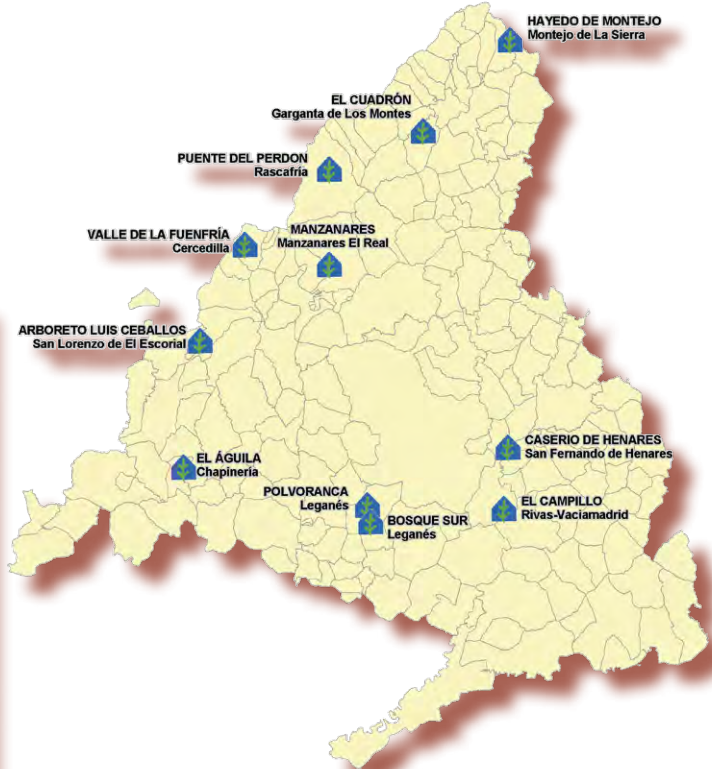 HAYEDO DE MONTEJO
Montejo de La Sierra
EL CUADRÓN
Garganta de Los Montes
PUENTE DEL PERDON
Rascafría
VALLE DE LA FUENFRÍA
Cercedilla
MANZANARES
Manzanares El Real
ARBORETO LUIS CEBALLOS
San Lorenzo de El Escorial
CASERIO DE HENARES
San Fernando de Henares
EL ÁGUILA
Chapinería
POLVORANCA
Leganés
BOSQUE SUR
Leganés
EL CAMPILLO
Rivas-Vaciamadrid